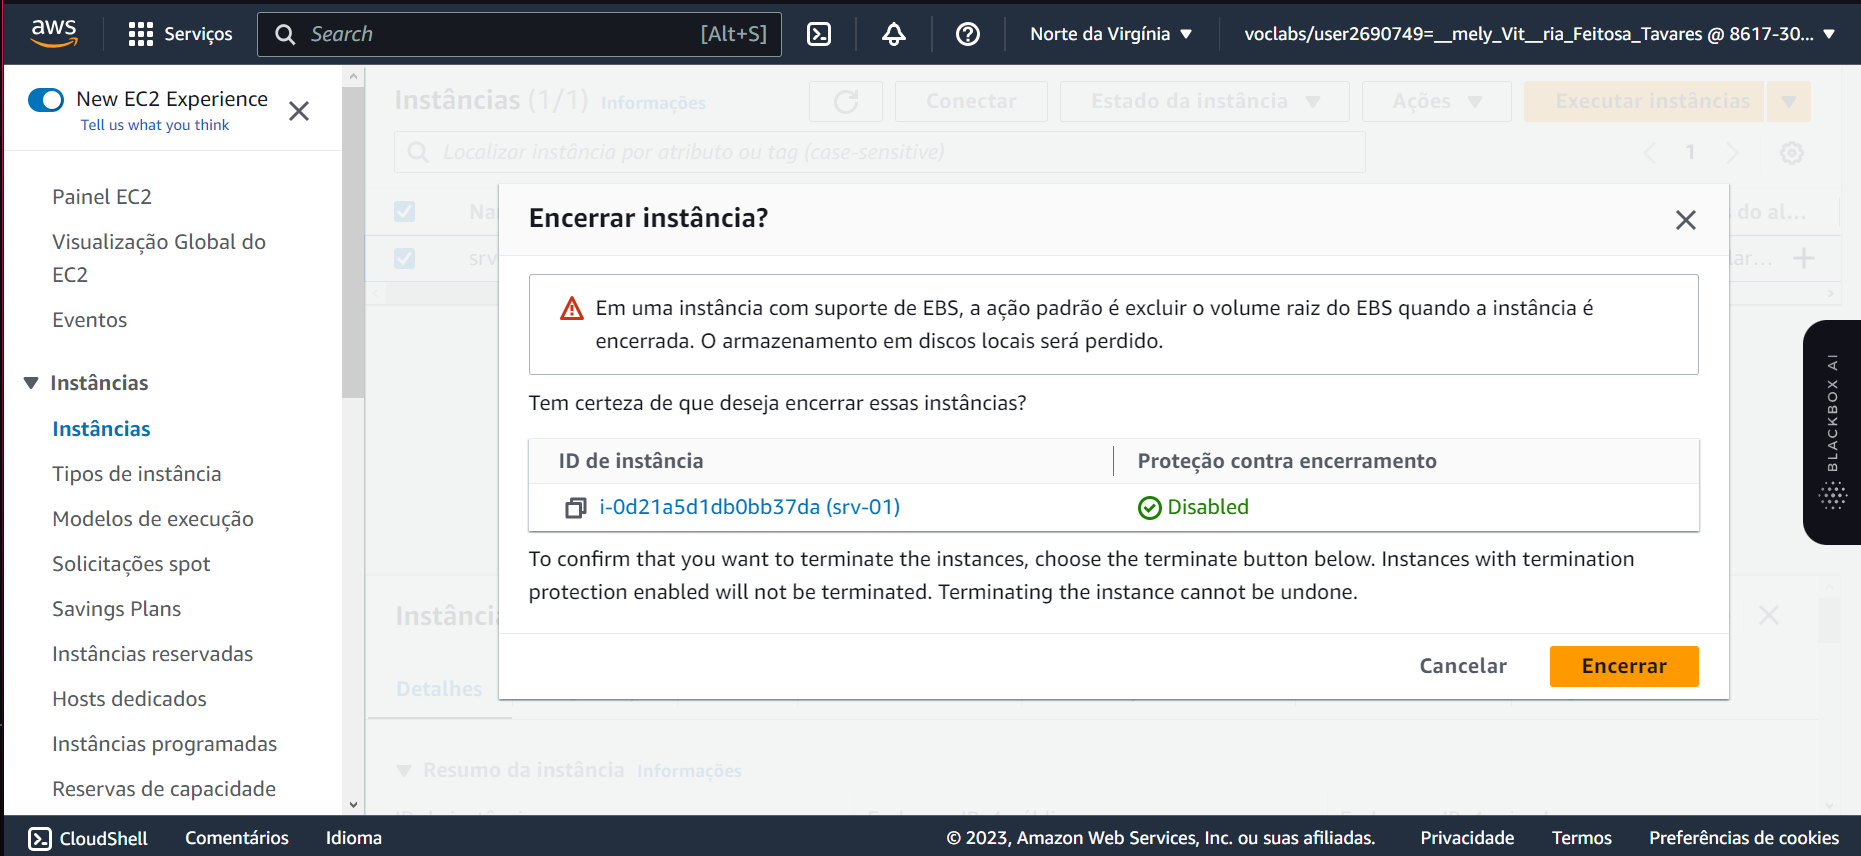 aws
Serviços
Search
[Alt+S]
Norte da Virgínia
voclabs/user2690749=__mely_Vit__ria_Feitosa_Tavares @ 8617-30...
New EC2 Experience
Tell us what you think
Painel EC2
Visualização Global do
EC2
Eventos
Instâncias
Instâncias
Tipos de instância
Modelos de execução
Solicitações spot
Savings Plans
Instâncias reservadas
Hosts dedicados
Instâncias programadas
Reservas de capacidade
Instâncias (1/1) Informações
Conectar
Estado da instância
Ações
Executar instâncias
Localizar instância por atributo ou tag (case-sensitive)
1
Na
do al...
srv
lar...
Encerrar instância?
Em uma instância com suporte de EBS, a ação padrão é excluir o volume raiz do EBS quando a instância é
encerrada. O armazenamento em discos locais será perdido.
Tem certeza de que deseja encerrar essas instâncias?
ID de instância
Proteção contra encerramento
i-0d21a5d1db0bb37da (srv-01)
Disabled
To confirm that you want to terminate the instances, choose the terminate button below. Instances with termination
protection enabled will not be terminated. Terminating the instance cannot be undone.
Cancelar
Encerrar
Instância
Detalhes
Resumo da instância Informações
BLACKBOX AI
CloudShell
Comentários
Idioma
© 2023, Amazon Web Services, Inc. ou suas afiliadas.
Privacidade
Termos
Preferências de cookies